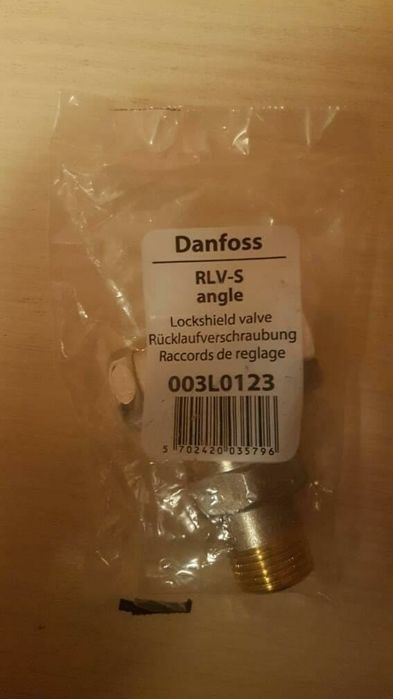 Danfoss
RLV-S
angle
Lockshield valve
Rücklaufverschraubung
Raccords de reglage
003L0123
5 702420 035796